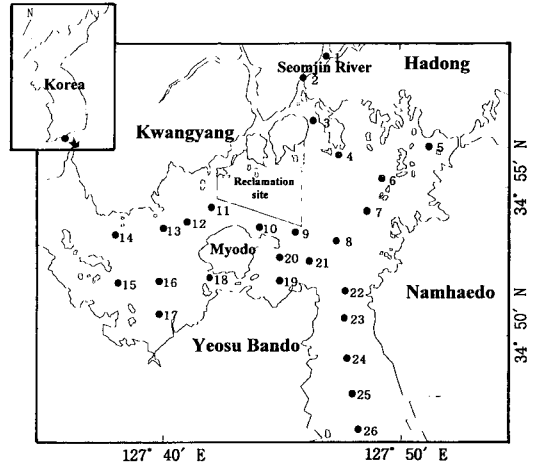 N
Korea
Seomjin River
Hadong
Kwangyang
Reclamation
site
Myodo
Namhaedo
Yeosu Bando
1
2
3
4
5
6
7
8
9
10
11
12
13
14
15
16
17
18
19
20
21
22
23
24
25
26
34° 55' N
34° 50' N
127° 40' E
127° 50' E